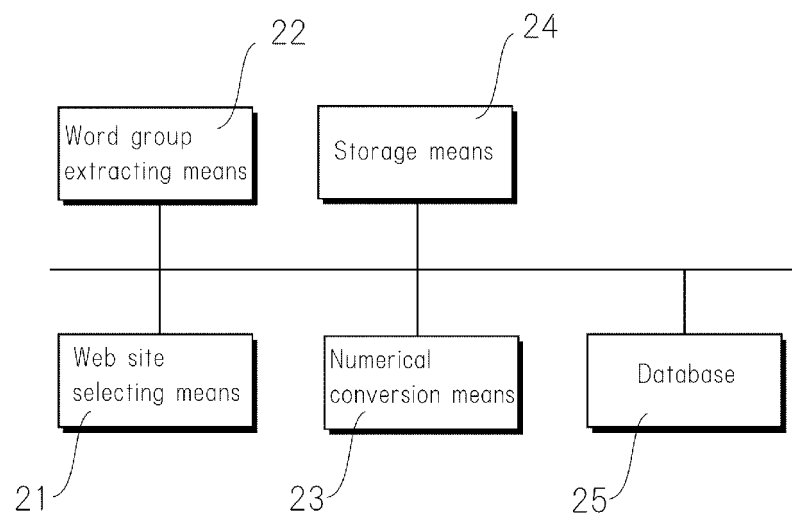 22
24
Word group
extracting means
Storage means
Web site
selecting means
Numerical
conversion means
Database
21
23
25